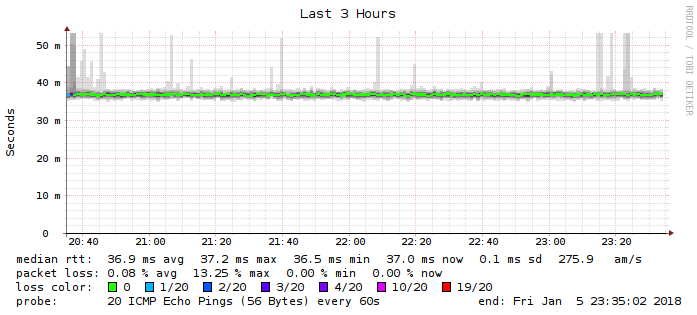 Last 3 Hours
RRDTOOL / TOBI OETIKER
Seconds
50 m
40 m
30 m
20 m
10 m
0
20:40 21:00 21:20 21:40 22:00 22:20 22:40 23:00 23:20
median rtt: 36.9 ms avg 37.2 ms max 36.5 ms min 37.0 ms now 0.1 ms sd 275.9 am/s
packet loss: 0.08 % avg 13.25 % max 0.00 % min 0.00 % now
loss color: 0 1/20 2/20 3/20 4/20 10/20 19/20
probe: 20 ICMP Echo Pings (56 Bytes) every 60s end: Fri Jan 5 23:35:02 2018